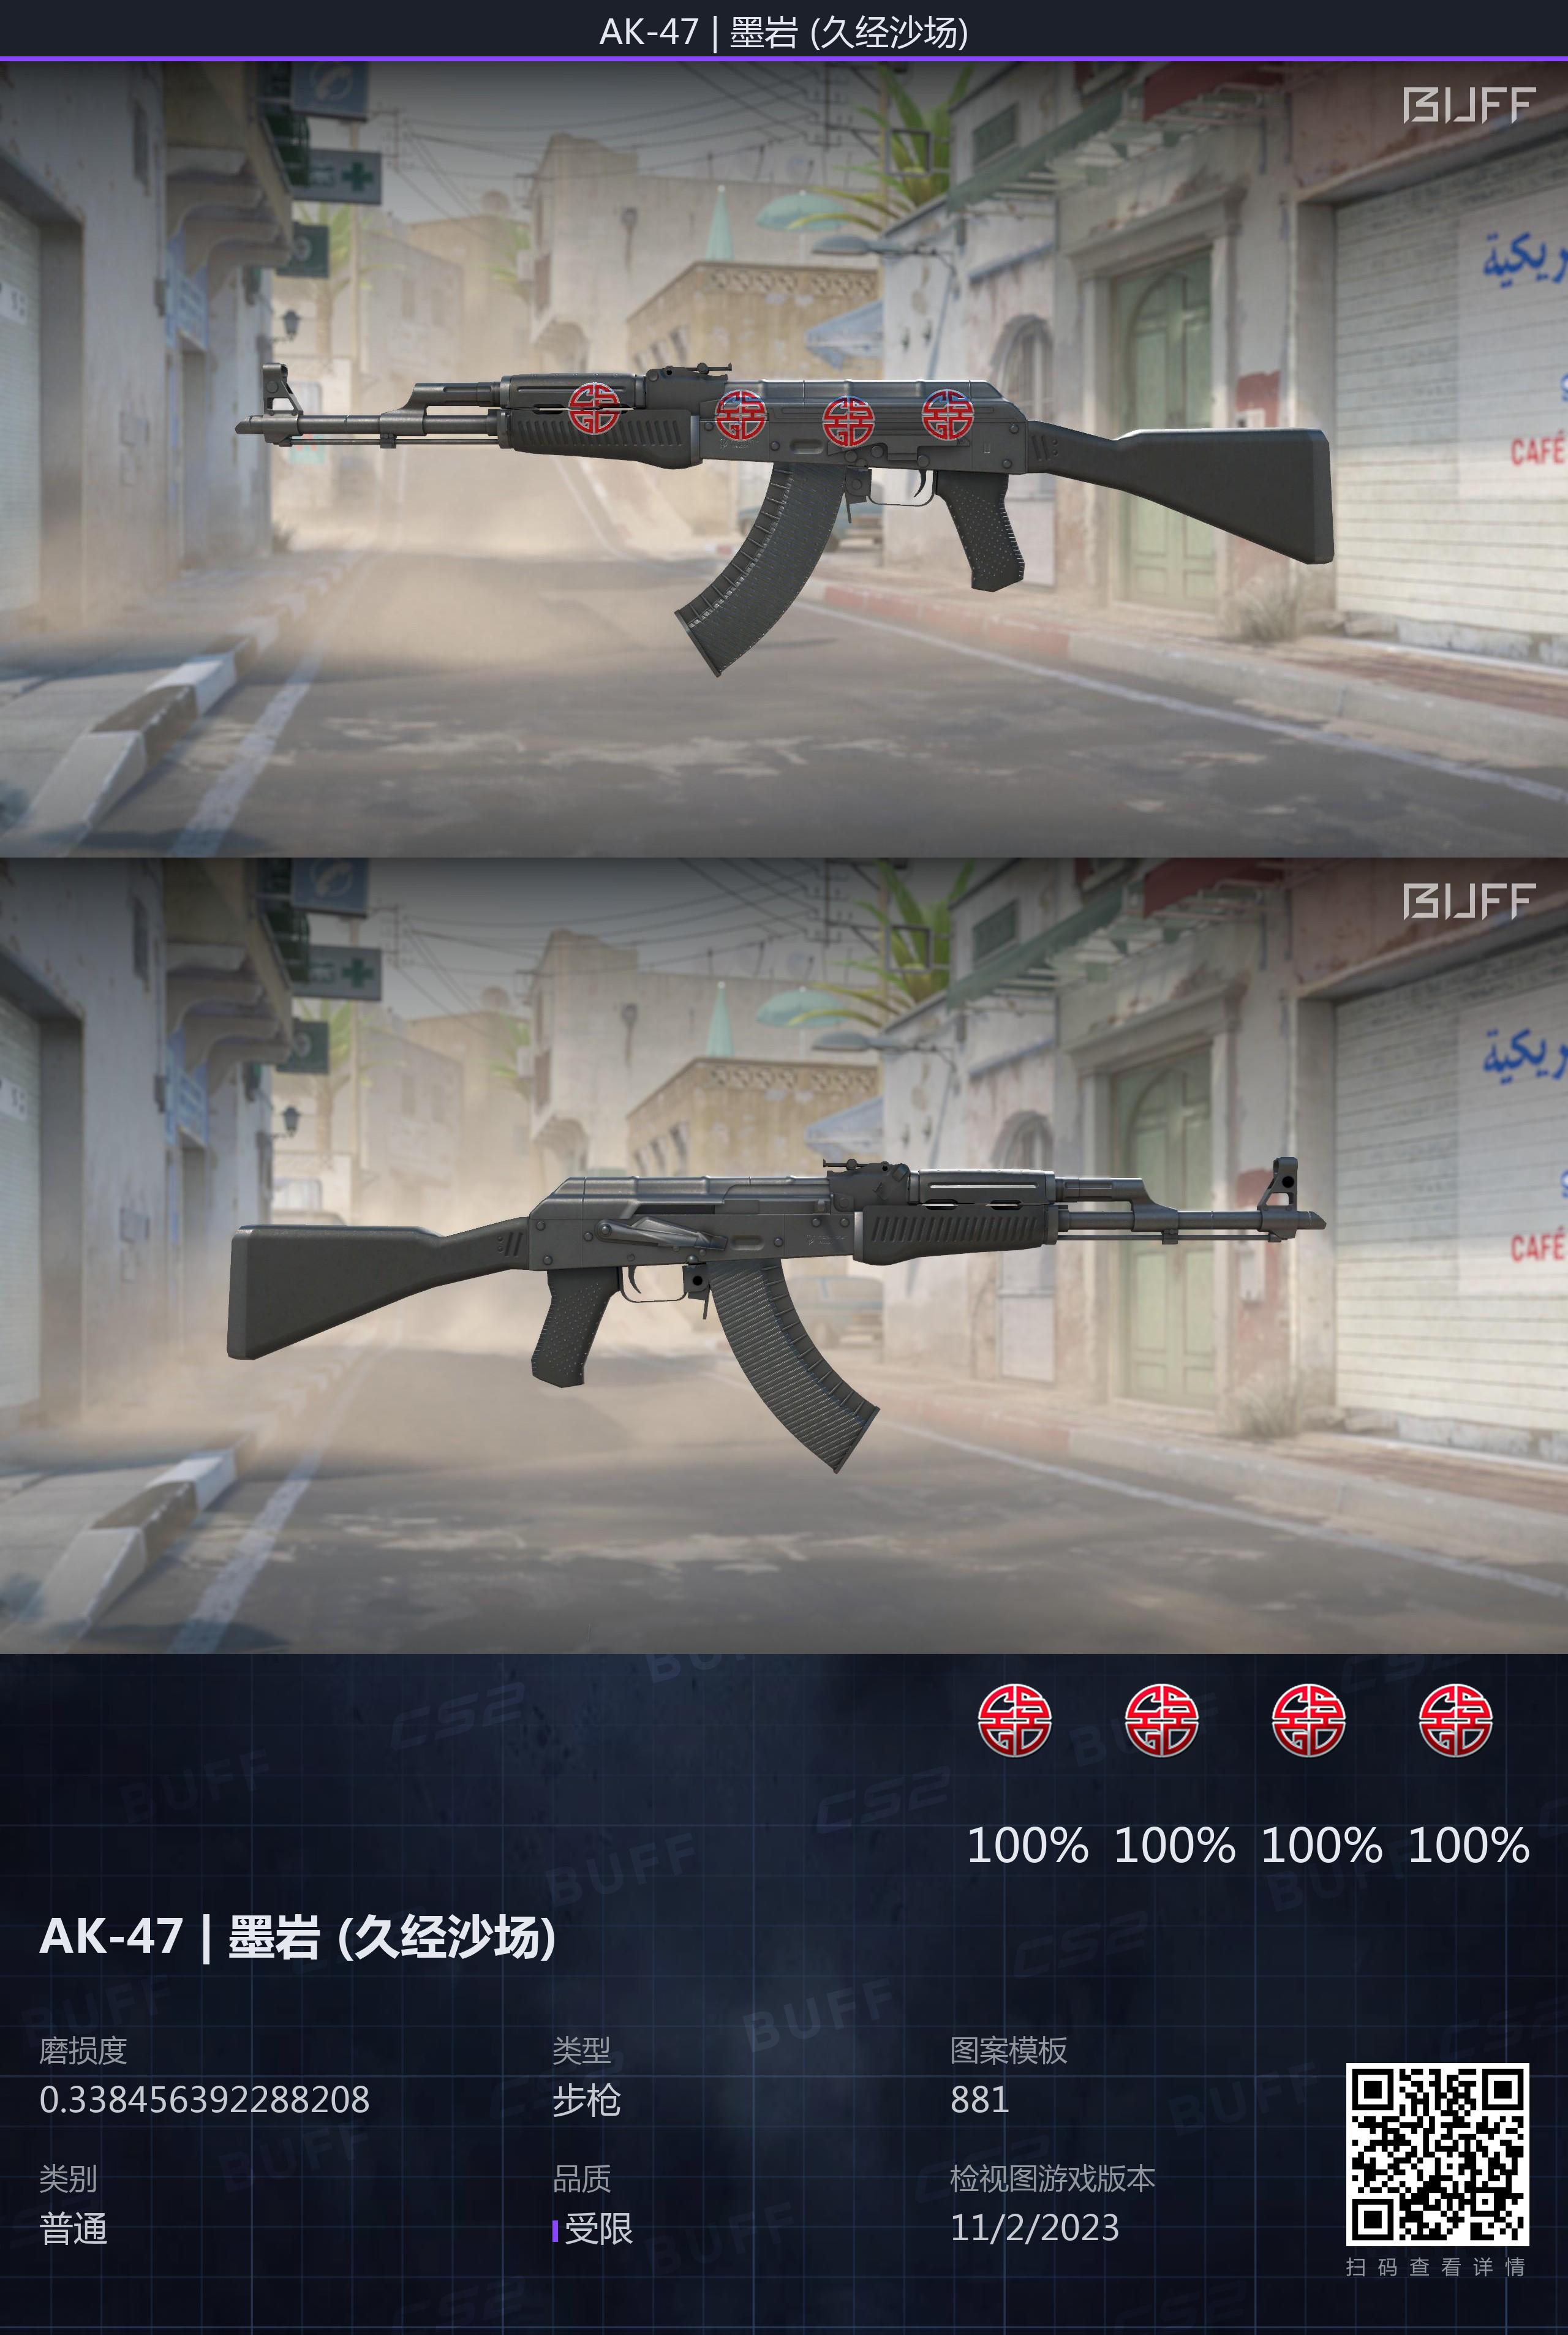 AK-47 | 墨岩 (久经沙场)
BUFF
ريكية
CAFÉ
BUFF
ريكية
CAFÉ
100% 100% 100% 100%
AK-47 | 墨岩 (久经沙场)
磨损度 类型 图案模板
0.338456392288208 步枪 881
类别 品质 检视图游戏版本
普通 受限 11/2/2023
扫码查看详情